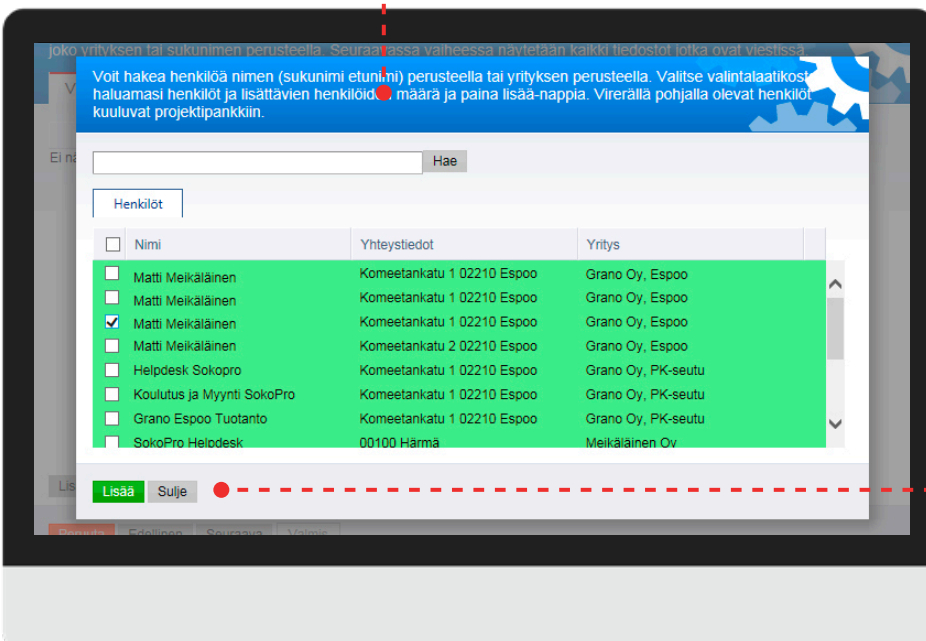 joko yrityksen tai sukunimen perusteella. Seuraavassa vaiheessa näytetään kaikki tiedostot jotka ovat viestissä
Voit hakea henkilöä nimen (sukunimi etunimi) perusteella tai yrityksen perusteella. Valitse valintalaatikost
haluamasi henkilöt ja lisättävien henkilöiden määrä ja paina lisää-nappia. Virerällä pohjalla olevat henkilöt
kuuluvat projektipankkiin.
Ei nä
Hae
Henkilöt
Nimi Yhteystiedot Yritys
Matti Meikäläinen Komeetankatu 1 02210 Espoo Grano Oy, Espoo
Matti Meikäläinen Komeetankatu 1 02210 Espoo Grano Oy, Espoo
Matti Meikäläinen Komeetankatu 1 02210 Espoo Grano Oy, Espoo
Matti Meikäläinen Komeetankatu 2 02210 Espoo Grano Oy, Espoo
Helpdesk Sokopro Komeetankatu 1 02210 Espoo Grano Oy, PK-seutu
Koulutus ja Myynti SokoPro Komeetankatu 1 02210 Espoo Grano Oy, PK-seutu
Grano Espoo Tuotanto Komeetankatu 1 02210 Espoo Grano Oy, PK-seutu
SokoPro Helpdesk 00100 Härmä Meikäläinen Oy
Lis
Lisää Sulje
Peruuta Edellinen Seuraava Valmis